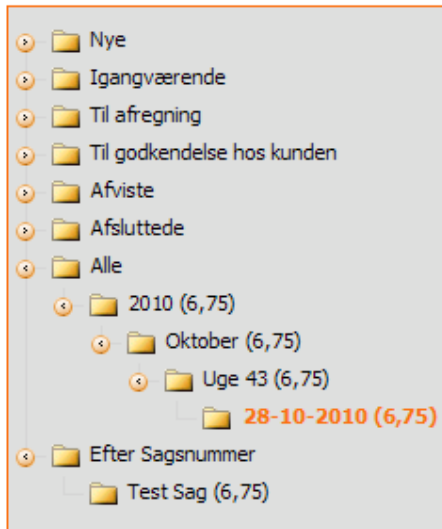 Nye
Igangværende
Til afregning
Til godkendelse hos kunden
Afviste
Afsluttede
Alle
2010 (6,75)
Oktober (6,75)
Uge 43 (6,75)
28-10-2010 (6,75)
Efter Sagsnummer
Test Sag (6,75)